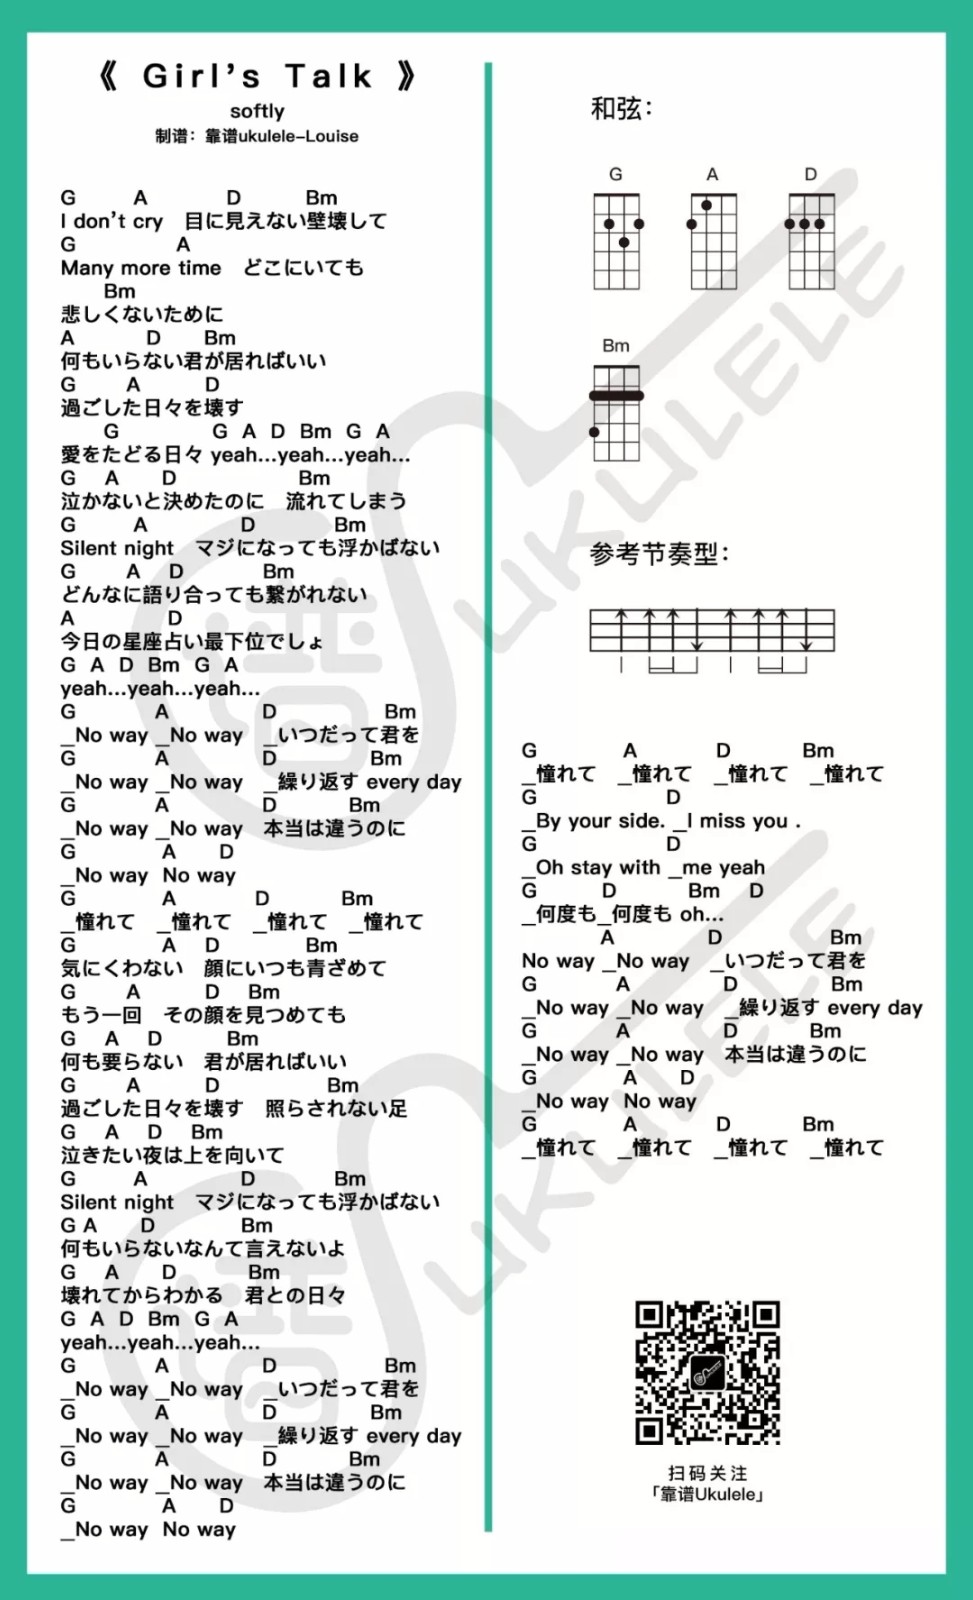 《 Girl's Talk 》
softly
制谱：靠谱ukulele-Louise
G A D Bm
I don't cry 目に見えない壁壊して
G A
Many more time どこにいても
Bm
悲しくないために
A D Bm
何もいらない君が居ればいい
G A D
過ごした日々を壊す
G G A D Bm G A
愛をたどる日々 yeah...yeah...yeah...
G A D Bm
泣かないと決めたのに 流れてしまう
G A D Bm
Silent night マジになっても浮かばない
G A D Bm
どんなに語り合っても繋がれない
A D
今日の星座占い最下位でしょ
G A D Bm G A
yeah...yeah...yeah...
G A D Bm
_No way _No way _いつだって君を
G A D Bm
_No way _No way _繰り返す every day
G A D Bm
_No way _No way 本当は違うのに
G A D
_No way No way
G A D Bm
_憧れて _憧れて _憧れて _憧れて
G A D Bm
気にくわない 顔にいつも青ざめて
G A D Bm
もう一回 その顔を見つめても
G A D Bm
何も要らない 君が居ればいい
G A D Bm
過ごした日々を壊す 照らされない足
G A D Bm
泣きたい夜は上を向いて
G A D Bm
Silent night マジになっても浮かばない
G A D Bm
何もいらないなんて言えないよ
G A D Bm
壊れてからわかる 君との日々
G A D Bm G A
yeah...yeah...yeah...
G A D Bm
_No way _No way _いつだって君を
G A D Bm
_No way _No way _繰り返す every day
G A D Bm
_No way _No way 本当は違うのに
G A D
_No way No way
和弦：
G A D
Bm
参考节奏型：
G A D Bm
_憧れて _憧れて _憧れて _憧れて
G D
_By your side. _I miss you .
G D
_Oh stay with _me yeah
G D Bm D
_何度も_何度も oh...
A D Bm
No way _No way _いつだって君を
G A D Bm
_No way _No way _繰り返す every day
G A D Bm
_No way _No way 本当は違うのに
G A D
_No way No way
G A D Bm
_憧れて _憧れて _憧れて _憧れて
扫码关注
「靠谱Ukulele」
谱 UKULELE
谱 UKULELE